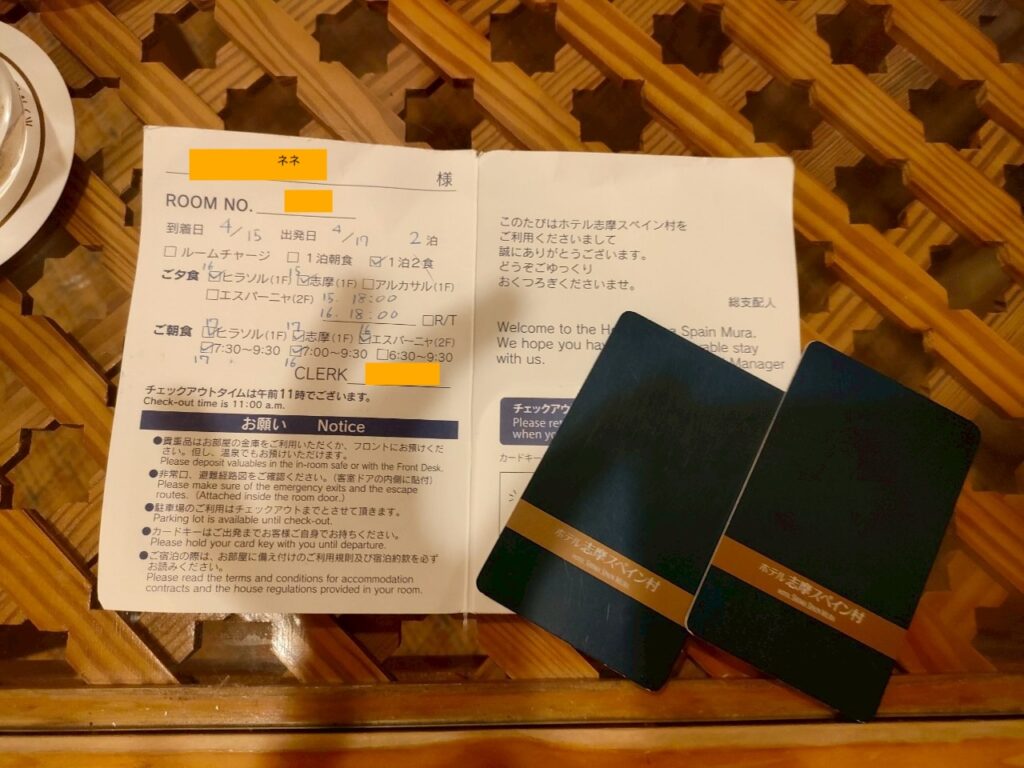 ネネ
様
ROOM NO.
到着日 4/15 出発日 4/17 2泊
□ルームチャージ □1泊朝食 ☑1泊2食
16 15
ご夕食 ☑ヒラソル(1F) ☑志摩(1F) □アルカサル(1F)
□エスパーニャ(2F) 15. 18:00
16. 18:00 □R/T
17 17 16
ご朝食 ☑ヒラソル(1F) ☑志摩(1F) ☑エスパーニャ(2F)
☑7:30~9:30 ☑7:00~9:30 □6:30~9:30
17 16
CLERK
チェックアウトタイムは午前11時でございます。
Check-out time is 11:00 a.m.
お願い Notice
●貴重品はお部屋の金庫をご利用いただくか、フロントにお預けくだ
さい。但し、温泉でもお預けいただけます。
Please deposit valuables in the in-room safe or with the Front Desk.
●非常口、避難経路図をご確認ください。（客室ドアの内側に貼付）
Please make sure of the emergency exits and the escape
routes.（Attached inside the room door.）
●駐車場のご利用はチェックアウトまでとさせて頂きます。
Parking lot is available until check-out.
●カードキーはご出発までお客様ご自身でお持ちください。
Please hold your card key with you until departure.
●ご宿泊の際は、お部屋に備え付けのご利用規則及び宿泊約款を必ず
お読みください。
Please read the terms and conditions for accommodation
contracts and the house regulations provided in your room.
このたびはホテル志摩スペイン村を
ご利用くださいまして
誠にありがとうございます。
どうぞごゆっくり
おくつろぎくださいませ。
総支配人
Welcome to the Ho a Spain Mura.
We hope you hav able stay
with us.
Manager
チェックアウ
Please re
when yo
カードキー
ホテル志摩スペイン村
ホテル志摩スペイン村